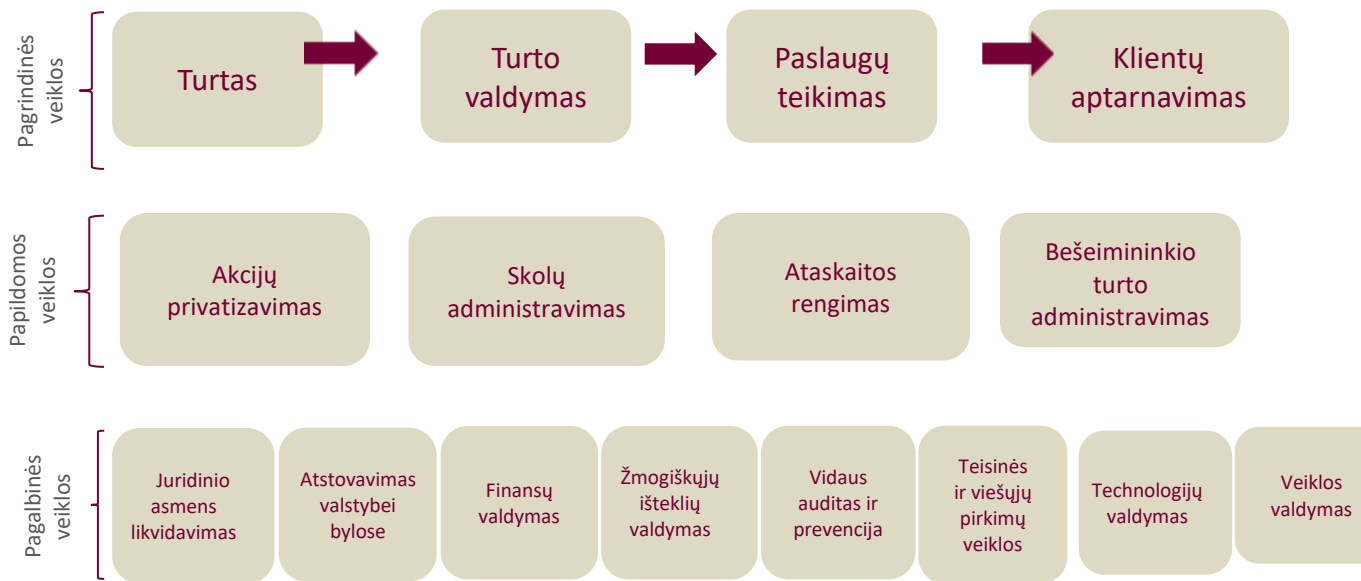 Pagrindinės
veiklos
Turtas
Turto
valdymas
Paslaugų
teikimas
Klientų
aptarnavimas
Papildomos
veiklos
Akcijų
privatizavimas
Skolų
administravimas
Ataskaitos
rengimas
Bešeimininkio
turto
administravimas
Pagalbinės
veiklos
Juridinio
asmens
likvidavimas
Atstovavimas
valstybei
bylose
Finansų
valdymas
Žmogiškųjų
išteklių
valdymas
Vidaus
auditas ir
prevencija
Teisinės
ir viešųjų
pirkimų
veiklos
Technologijų
valdymas
Veiklos
valdymas